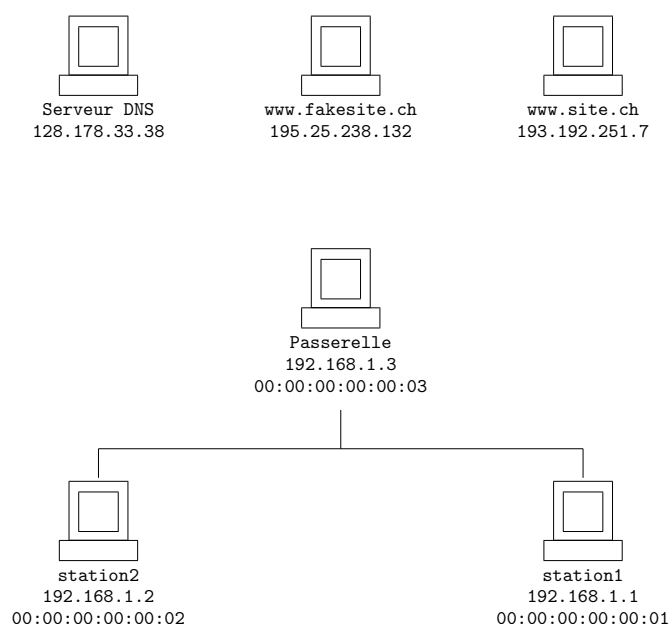 Serveur DNS
128.178.33.38
www.fakesite.ch
195.25.238.132
www.site.ch
193.192.251.7
Passerelle
192.168.1.3
00:00:00:00:00:03
station2
192.168.1.2
00:00:00:00:00:02
station1
192.168.1.1
00:00:00:00:00:01